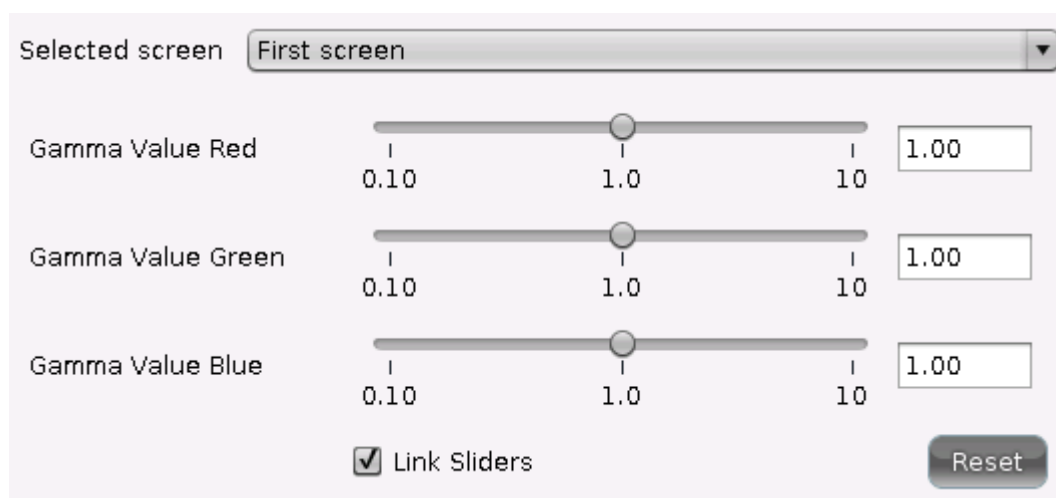 Selected screen First screen
Gamma Value Red 1.00
0.10 1.0 10
Gamma Value Green 1.00
0.10 1.0 10
Gamma Value Blue 1.00
0.10 1.0 10
Link Sliders Reset